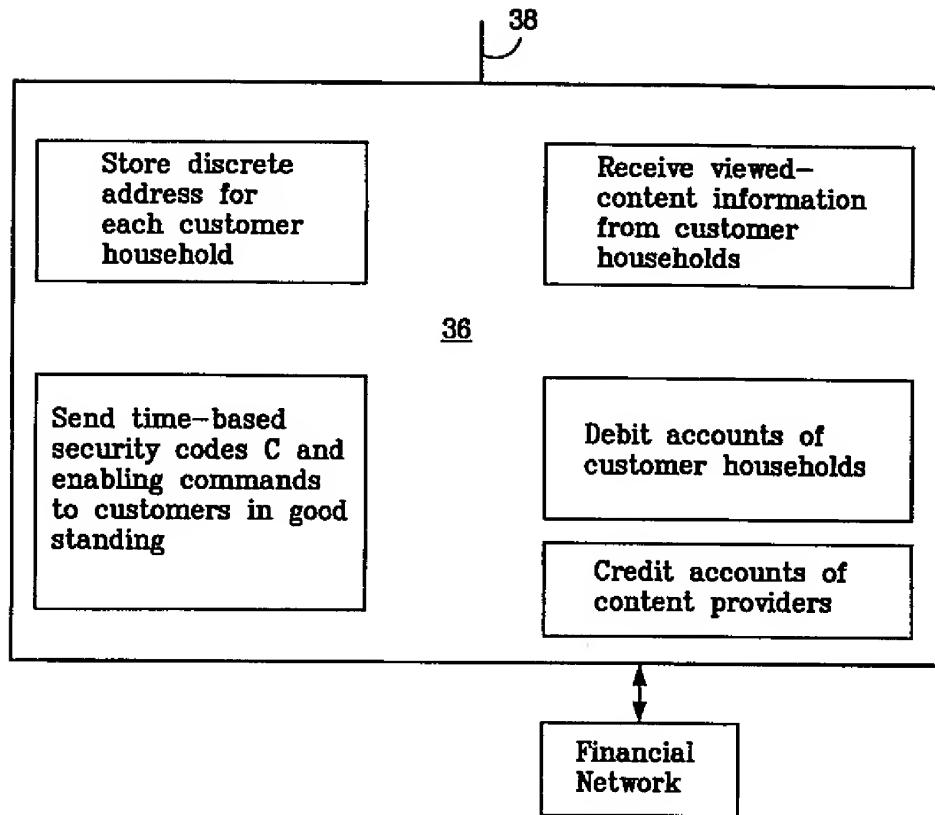 38
Store discrete
address for
each customer
household
Receive viewed-
content information
from customer
households
36
Send time-based
security codes C and
enabling commands
to customers in good
standing
Debit accounts of
customer households
Credit accounts of
content providers
Financial
Network